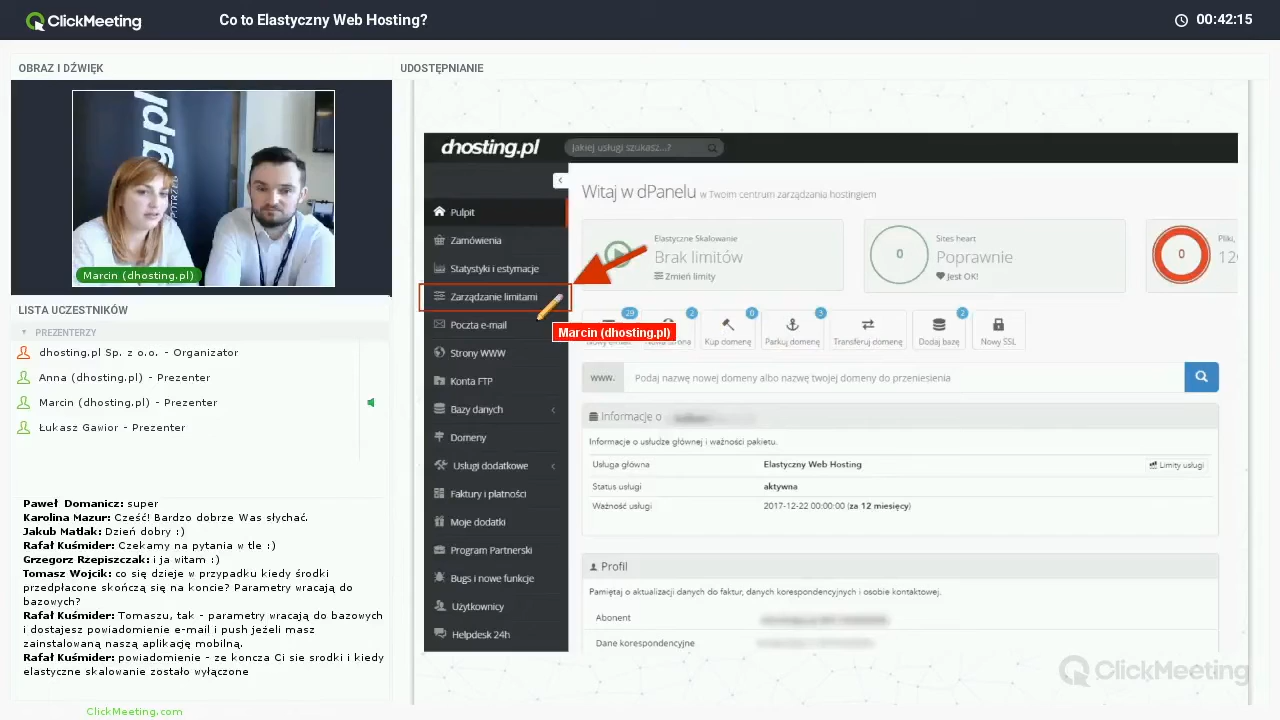 ClickMeeting
Co to Elastyczny Web Hosting?
00:42:15
OBRAZ I DŹWIĘK
Marcin (dhosting.pl)
LISTA UCZESTNIKÓW
PREZENTERZY
dhosting.pl Sp. z o.o. - Organizator
Anna (dhosting.pl) - Prezenter
Marcin (dhosting.pl) - Prezenter
Łukasz Gawior - Prezenter
Paweł Domanicz: super
Karolina Mazur: Cześć! Bardzo dobrze Was słychać.
Jakub Matlak: Dzień dobry :)
Rafał Kuśmider: Czekamy na pytania w tle :)
Grzegorz Rzepiszczak: i ja witam :)
Tomasz Wojcik: co się dzieje w przypadku kiedy środki
przedpłacone skończą się na koncie? Parametry wracają do
bazowych?
Rafał Kuśmider: Tomaszu, tak - parametry wracają do bazowych
i dostajesz powiadomienie e-mail i push jeżeli masz
zainstalowaną naszą aplikację mobilną.
Rafał Kuśmider: powiadomienie - ze koncza Ci sie srodki i kiedy
elastyczne skalowanie zostało wyłączone
ClickMeeting.com
UDOSTĘPNIANIE
dhosting.pl
Jakiej usługi szukasz...?
Pulpit
Zamówienia
Statystyki i estymacje
Zarządzanie limitami
Poczta e-mail
Strony WWW
Konta FTP
Bazy danych
Domeny
Usługi dodatkowe
Faktury i płatności
Moje dodatki
Program Partnerski
Bugs i nowe funkcje
Użytkownicy
Helpdesk 24h
Witaj w dPanelu w Twoim centrum zarządzania hostingiem
Elastyczne Skalowanie
Brak limitów
Zmień limity
0
Sites heart
Poprawnie
Jest OK!
0
Pliki,
Marcin (dhosting.pl)
29
2
0
5
2
Kup domenę
Parkuj domenę
Transferuj domenę
Dodaj bazę
Nowy SSL
www.
Podaj nazwę nowej domeny albo nazwę twojej domeny do przeniesienia
Informacje o
Informacje o usłudze głównej i ważności pakietu.
Usługa główna
Elastyczny Web Hosting
Limity usługi
Status usługi
aktywna
Ważność usługi
2017-12-22 00:00:00 (za 12 miesięcy)
Profil
Pamiętaj o aktualizacji danych do faktur, danych korespondencyjnych i osobie kontaktowej.
Abonent
Dane korespondencyjne
ClickMeeting